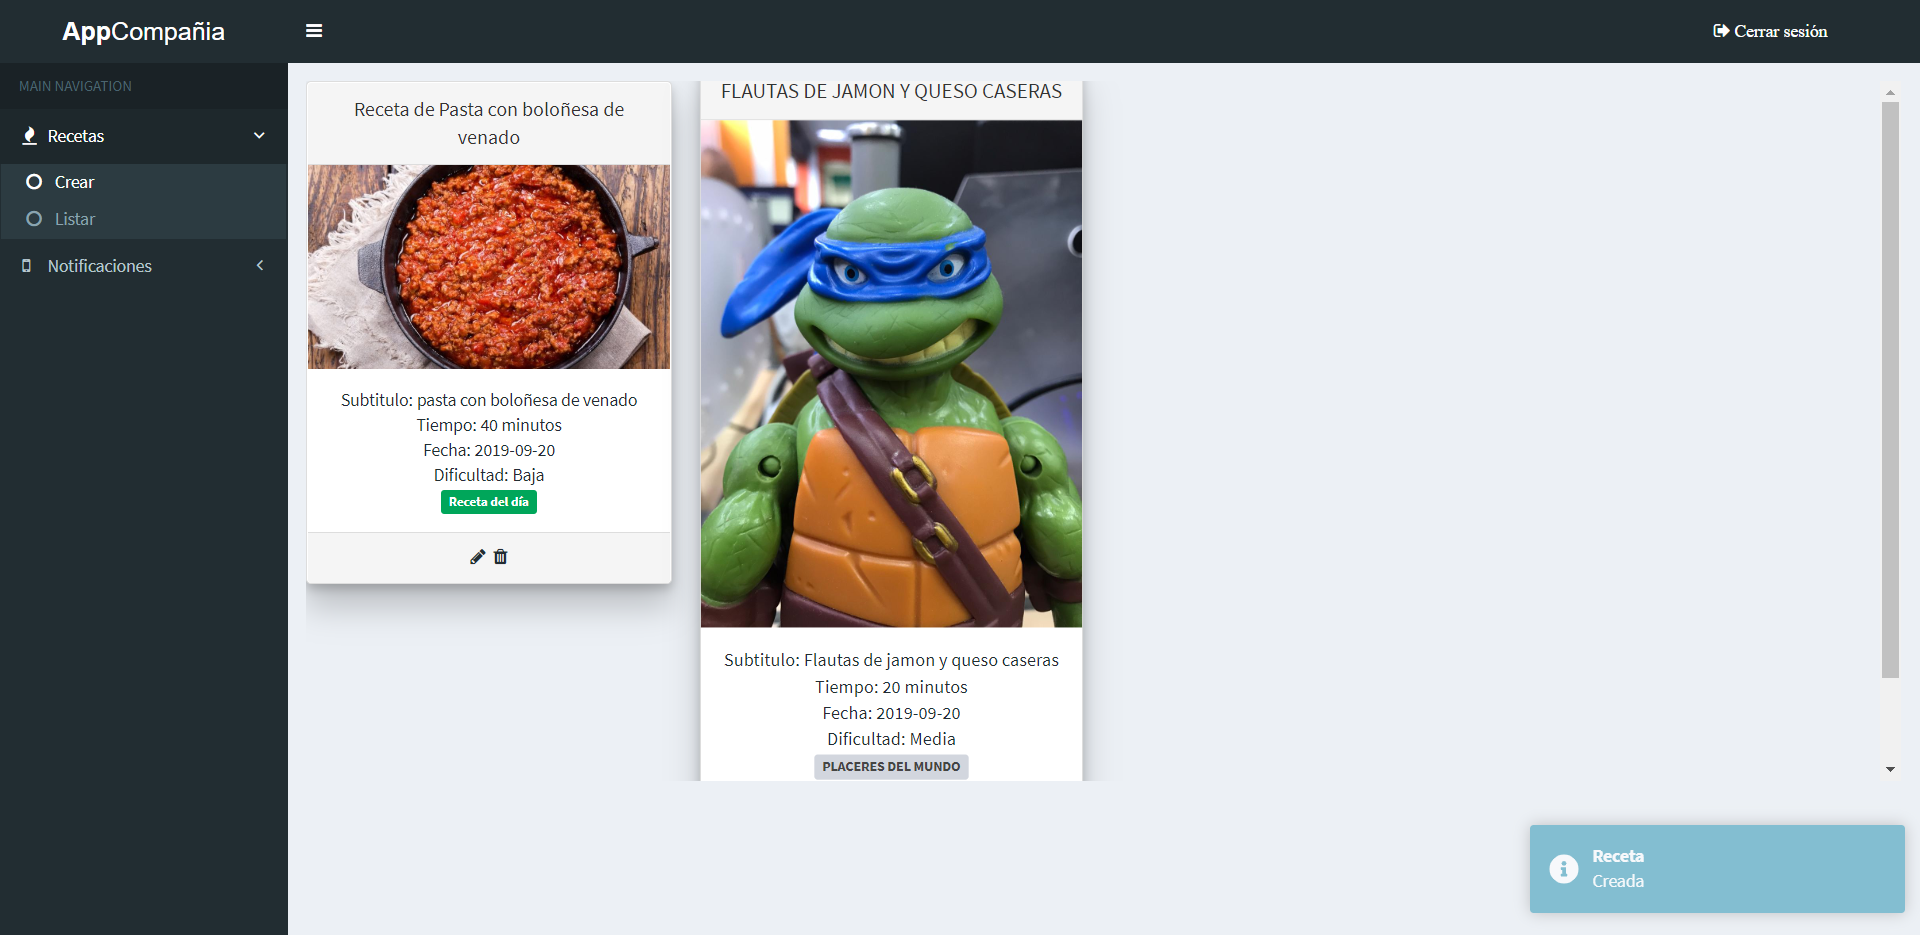 AppCompañia
Cerrar sesión
MAIN NAVIGATION
Recetas
Crear
Listar
Notificaciones
Receta de Pasta con boloñesa de
venado
Subtitulo: pasta con boloñesa de venado
Tiempo: 40 minutos
Fecha: 2019-09-20
Dificultad: Baja
Receta del día
FLAUTAS DE JAMON Y QUESO CASERAS
Subtitulo: Flautas de jamon y queso caseras
Tiempo: 20 minutos
Fecha: 2019-09-20
Dificultad: Media
PLACERES DEL MUNDO
Receta
Creada